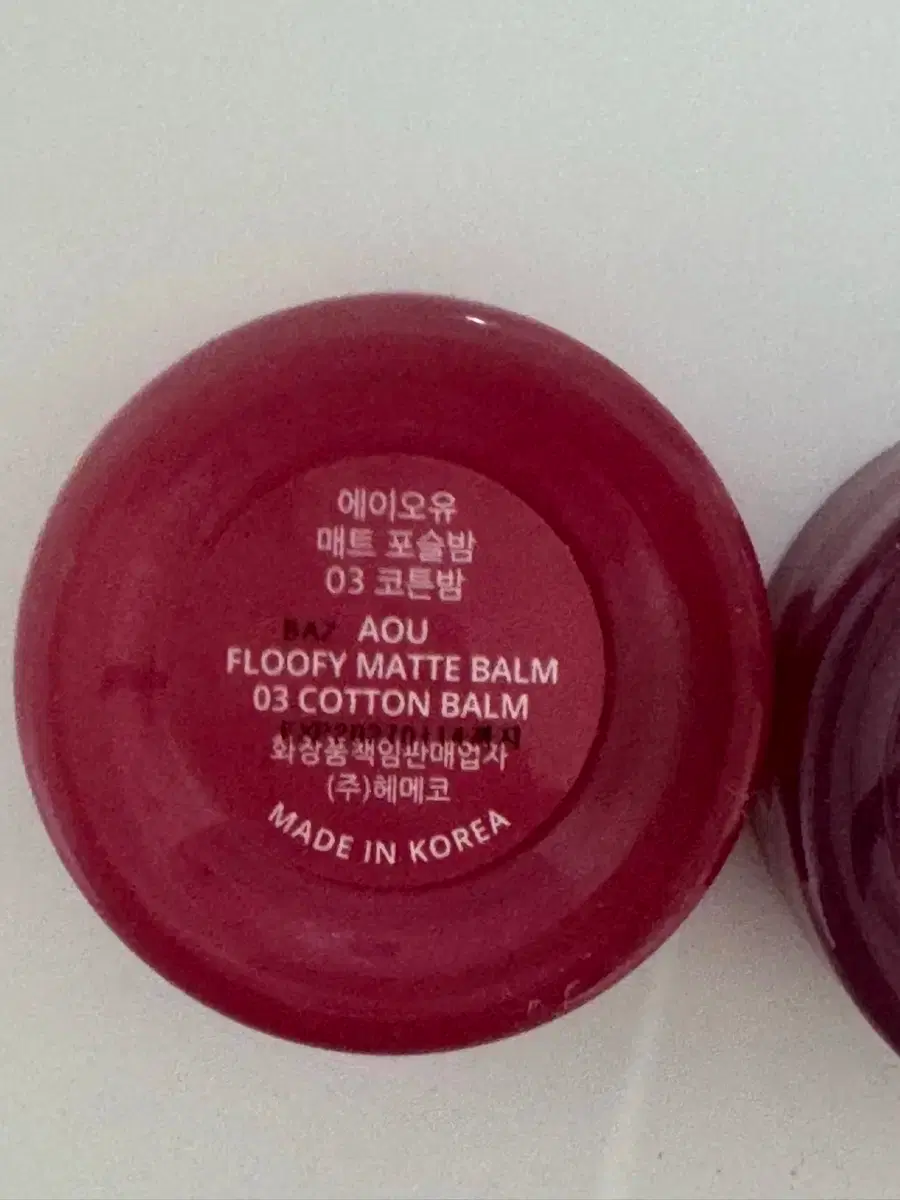 에이오유
매트 포슬밤
03 코튼밤
BA7 AOU
FLOOFY MATTE BALM
03 COTTON BALM
화장품책임판매업자
(주)헤메코
MADE IN KOREA